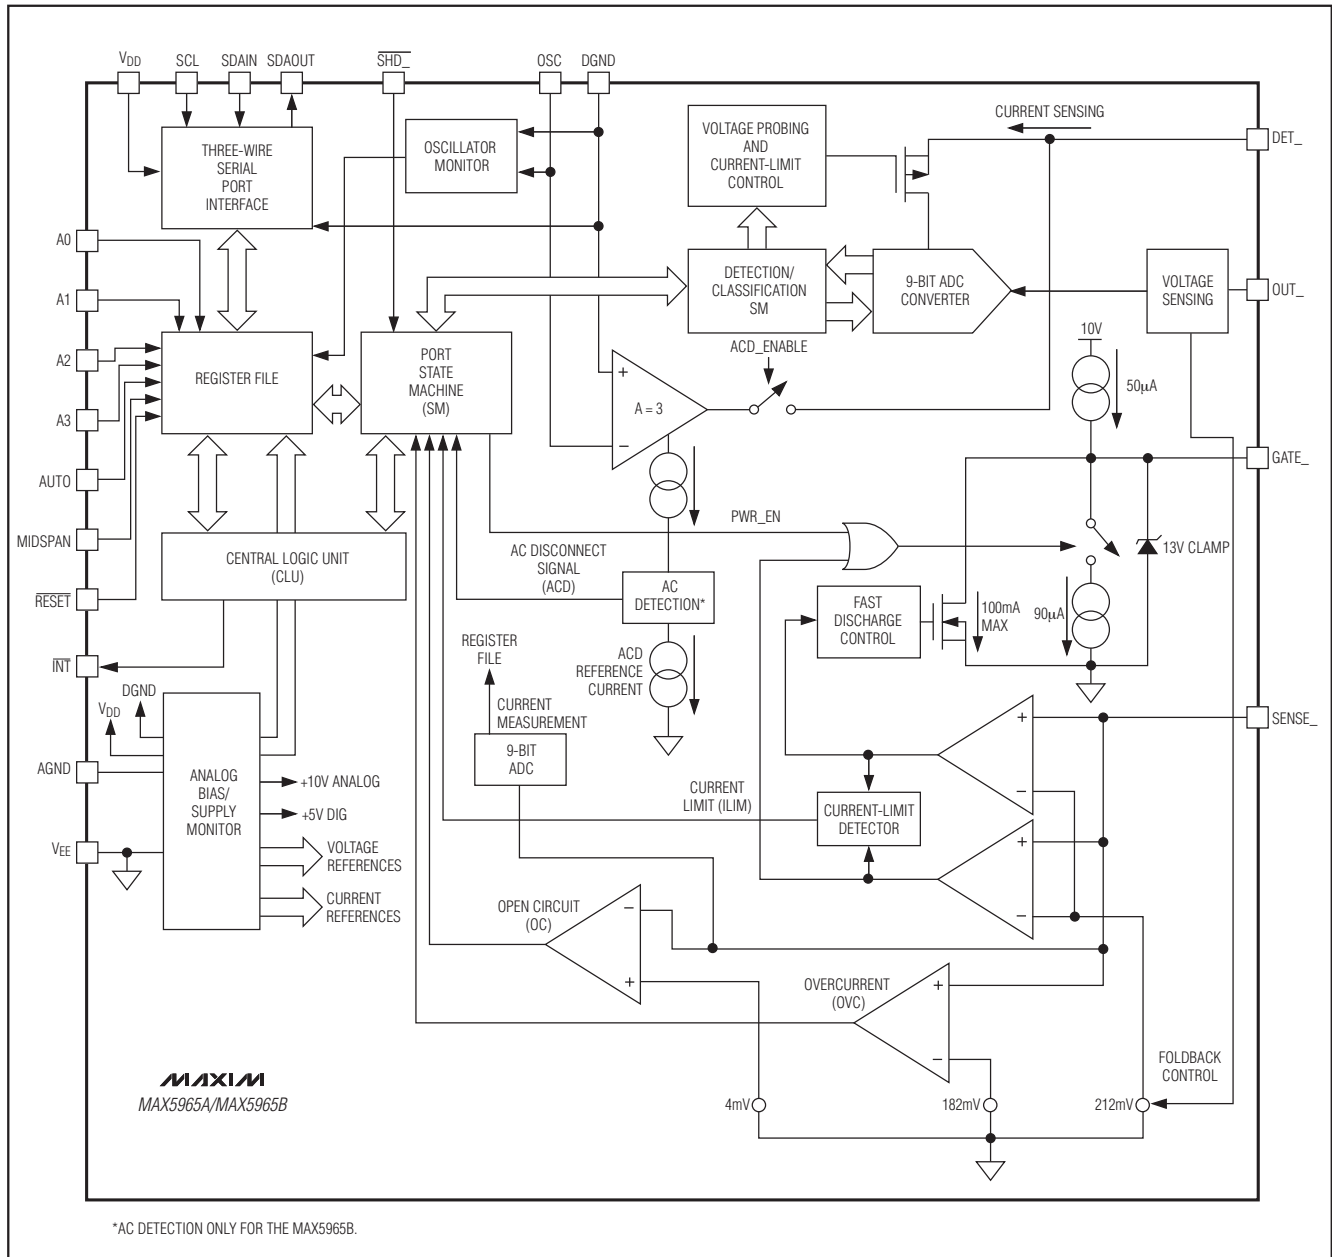 VDD
SCL
SDAIN
SDAOUT
SHD_
OSC
DGND
CURRENT SENSING
DET_
THREE-WIRE
SERIAL
PORT
INTERFACE
OSCILLATOR
MONITOR
VOLTAGE PROBING
AND
CURRENT-LIMIT
CONTROL
A0
A1
A2
A3
AUTO
MIDSPAN
RESET
INT
REGISTER FILE
PORT
STATE
MACHINE
(SM)
DETECTION/
CLASSIFICATION
SM
9-BIT ADC
CONVERTER
VOLTAGE
SENSING
OUT_
ACD_ENABLE
10V
50µA
+
A = 3
−
GATE_
PWR_EN
CENTRAL LOGIC UNIT
(CLU)
AC DISCONNECT
SIGNAL
(ACD)
AC
DETECTION*
13V CLAMP
FAST
DISCHARGE
CONTROL
100mA
MAX
90µA
REGISTER
FILE
ACD
REFERENCE
CURRENT
CURRENT
MEASUREMENT
9-BIT
ADC
DGND
VDD
AGND
VEE
ANALOG
BIAS/
SUPPLY
MONITOR
+10V ANALOG
+5V DIG
VOLTAGE
REFERENCES
CURRENT
REFERENCES
SENSE_
+
−
CURRENT
LIMIT (ILIM)
CURRENT-LIMIT
DETECTOR
+
−
OPEN CIRCUIT
(OC)
−
+
OVERCURRENT
(OVC)
+
−
FOLDBACK
CONTROL
4mV
182mV
212mV
MAXIM
MAX5965A/MAX5965B
*AC DETECTION ONLY FOR THE MAX5965B.